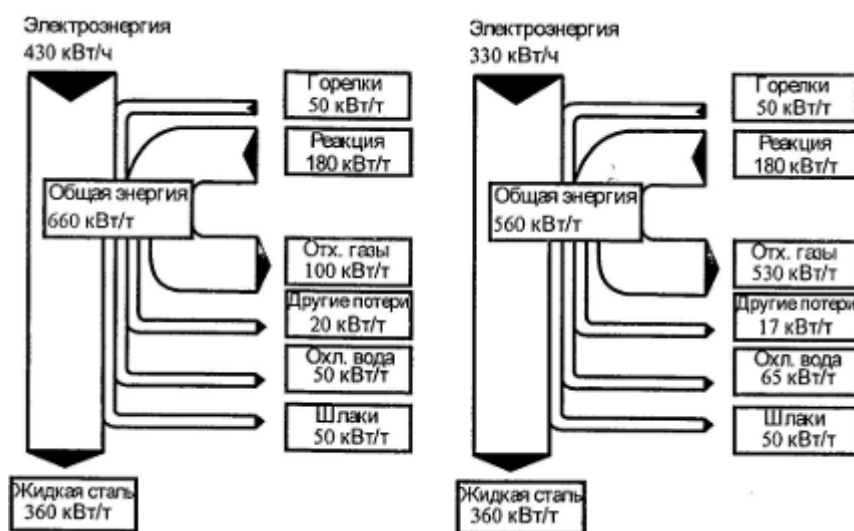 Электроэнергия
430 кВт/ч
Горелки
50 кВт/т
Реакция
180 кВт/т
Общая энергия
660 кВт/т
Отх. газы
100 кВт/т
Другие потери
20 кВт/т
Охл. вода
50 кВт/т
Шлаки
50 кВт/т
Жидкая сталь
360 кВт/т
Электроэнергия
330 кВт/ч
Горелки
50 кВт/т
Реакция
180 кВт/т
Общая энергия
560 кВт/т
Отх. газы
530 кВт/т
Другие потери
17 кВт/т
Охл. вода
65 кВт/т
Шлаки
50 кВт/т
Жидкая сталь
360 кВт/т